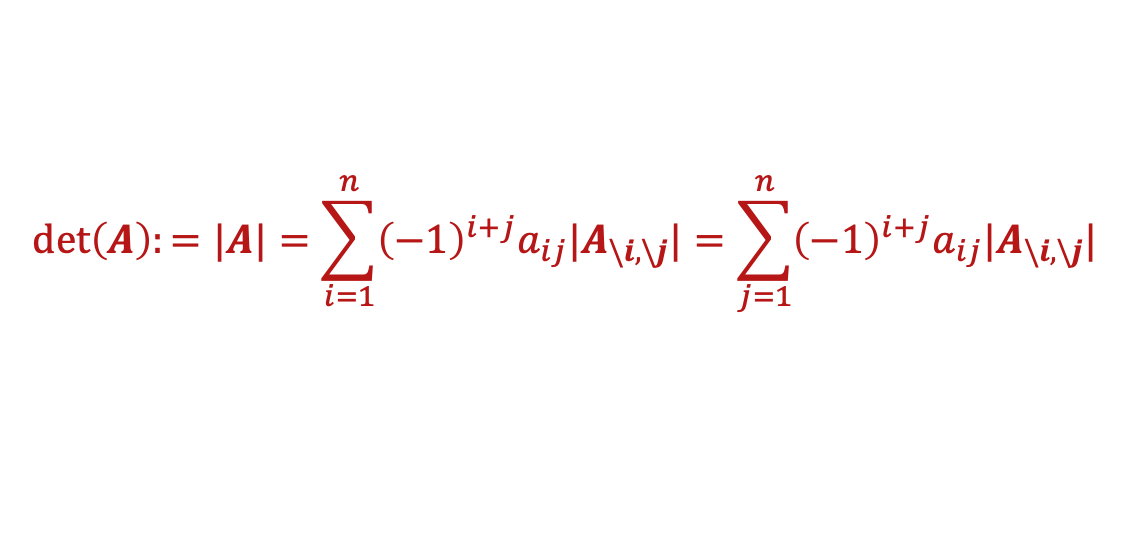 det(𝑨): = |𝑨| = ∑_{i=1}^{n} (−1)^{i+j} a_{ij} |𝑨_{\𝒊,\𝒋}| = ∑_{j=1}^{n} (−1)^{i+j} a_{ij} |𝑨_{\𝒊,\𝒋}|